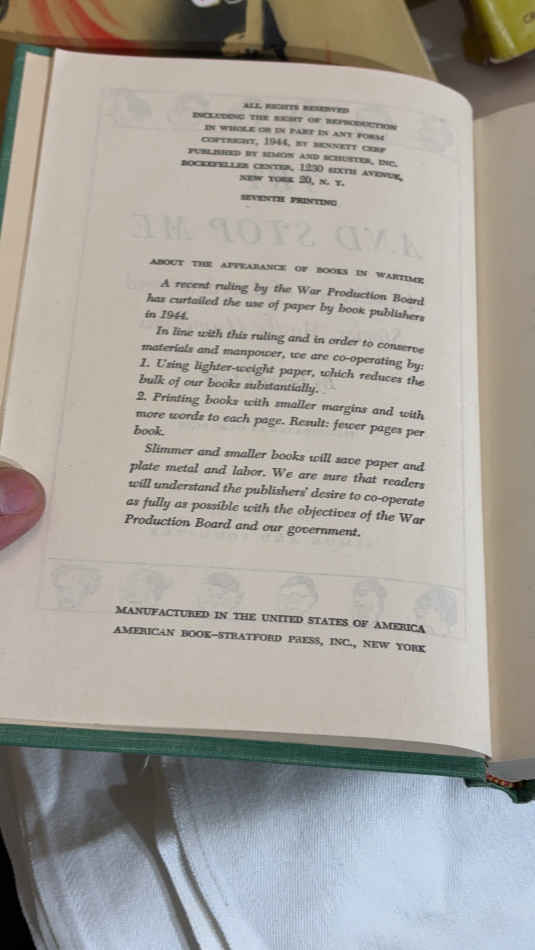 ALL RIGHTS RESERVED
INCLUDING THE RIGHT OF REPRODUCTION
IN WHOLE OR IN PART IN ANY FORM
COPYRIGHT, 1944, BY BENNETT CERF
PUBLISHED BY SIMON AND SCHUSTER, INC.
ROCKEFELLER CENTER, 1230 SIXTH AVENUE,
NEW YORK 20, N. Y.
SEVENTH PRINTING
AND STOP ME
ABOUT THE APPEARANCE OF BOOKS IN WARTIME
A recent ruling by the War Production Board
has curtailed the use of paper by book publishers
in 1944.
In line with this ruling and in order to conserve
materials and manpower, we are co-operating by:
1. Using lighter-weight paper, which reduces the
bulk of our books substantially.
2. Printing books with smaller margins and with
more words to each page. Result: fewer pages per
book.
Slimmer and smaller books will save paper and
plate metal and labor. We are sure that readers
will understand the publishers' desire to co-operate
as fully as possible with the objectives of the War
Production Board and our government.
MANUFACTURED IN THE UNITED STATES OF AMERICA
AMERICAN BOOK–STRATFORD PRESS, INC., NEW YORK